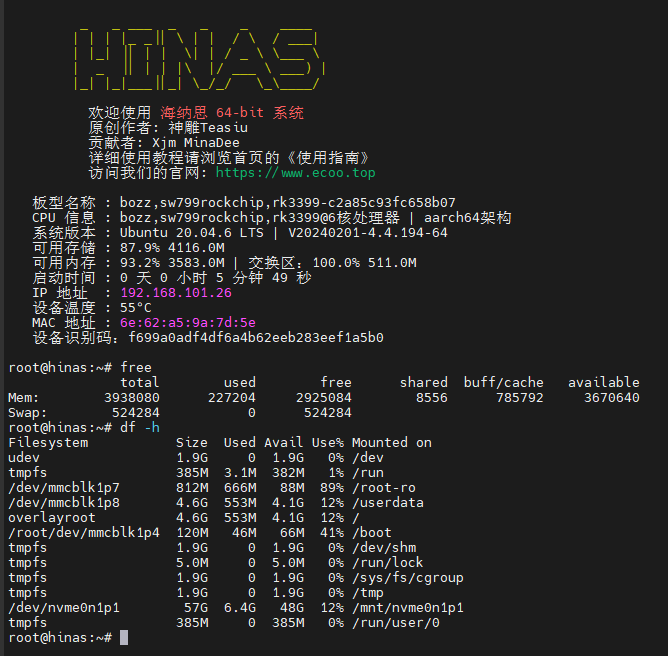 欢迎使用 海纳思 64-bit 系统
原创作者: 神雕Teasiu
贡献者: Xjm MinaDee
详细使用教程请浏览首页的《使用指南》
访问我们的官网: https://www.ecoo.top
板型名称 : bozz,sw799rockchip,rk3399-c2a85c93fc658b07
CPU 信息 : bozz,sw799rockchip,rk3399@6核处理器 | aarch64架构
系统版本 : Ubuntu 20.04.6 LTS | V20240201-4.4.194-64
可用存储 : 87.9% 4116.0M
可用内存 : 93.2% 3583.0M | 交换区：100.0% 511.0M
启动时间 : 0 天 0 小时 5 分钟 49 秒
IP 地址  : 192.168.101.26
设备温度 : 55°C
MAC 地址 : 6e:62:a5:9a:7d:5e
设备识别码：f699a0adf4df6a4b62eeb283eef1a5b0
root@hinas:~# free
              total        used        free      shared  buff/cache   available
Mem:        3938080      227204     2925084        8556      785792     3670640
Swap:        524284           0      524284
root@hinas:~# df -h
Filesystem           Size  Used Avail Use% Mounted on
udev                 1.9G     0  1.9G   0% /dev
tmpfs                385M  3.1M  382M   1% /run
/dev/mmcblk1p7       812M  666M   88M  89% /root-ro
/dev/mmcblk1p8       4.6G  553M  4.1G  12% /userdata
overlayroot          4.6G  553M  4.1G  12% /
/root/dev/mmcblk1p4  120M   46M   66M  41% /boot
tmpfs                1.9G     0  1.9G   0% /dev/shm
tmpfs                5.0M     0  5.0M   0% /run/lock
tmpfs                1.9G     0  1.9G   0% /sys/fs/cgroup
tmpfs                1.9G     0  1.9G   0% /tmp
/dev/nvme0n1p1        57G  6.4G   48G  12% /mnt/nvme0n1p1
tmpfs                385M     0  385M   0% /run/user/0
root@hinas:~#